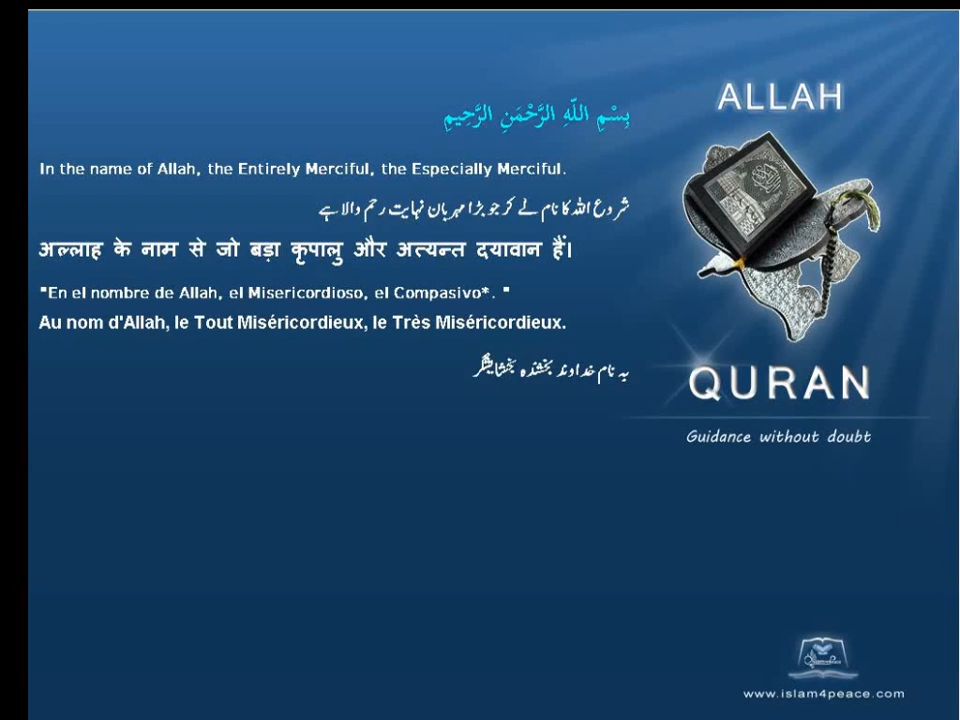 بِسْمِ اللَّهِ الرَّحْمَنِ الرَّحِيمِ
In the name of Allah, the Entirely Merciful, the Especially Merciful.
شروع الله کا نام لے کر جو بڑا مہربان نہایت رحم والا ہے
अल्लाह के नाम से जो बड़ा कृपालु और अत्यन्त दयावान हैं।
"En el nombre de Allah, el Misericordioso, el Compasivo*. "
Au nom d'Allah, le Tout Miséricordieux, le Très Miséricordieux.
به نام خداوند بخشنده بخشایشگر
ALLAH
QURAN
Guidance without doubt
www.islam4peace.com